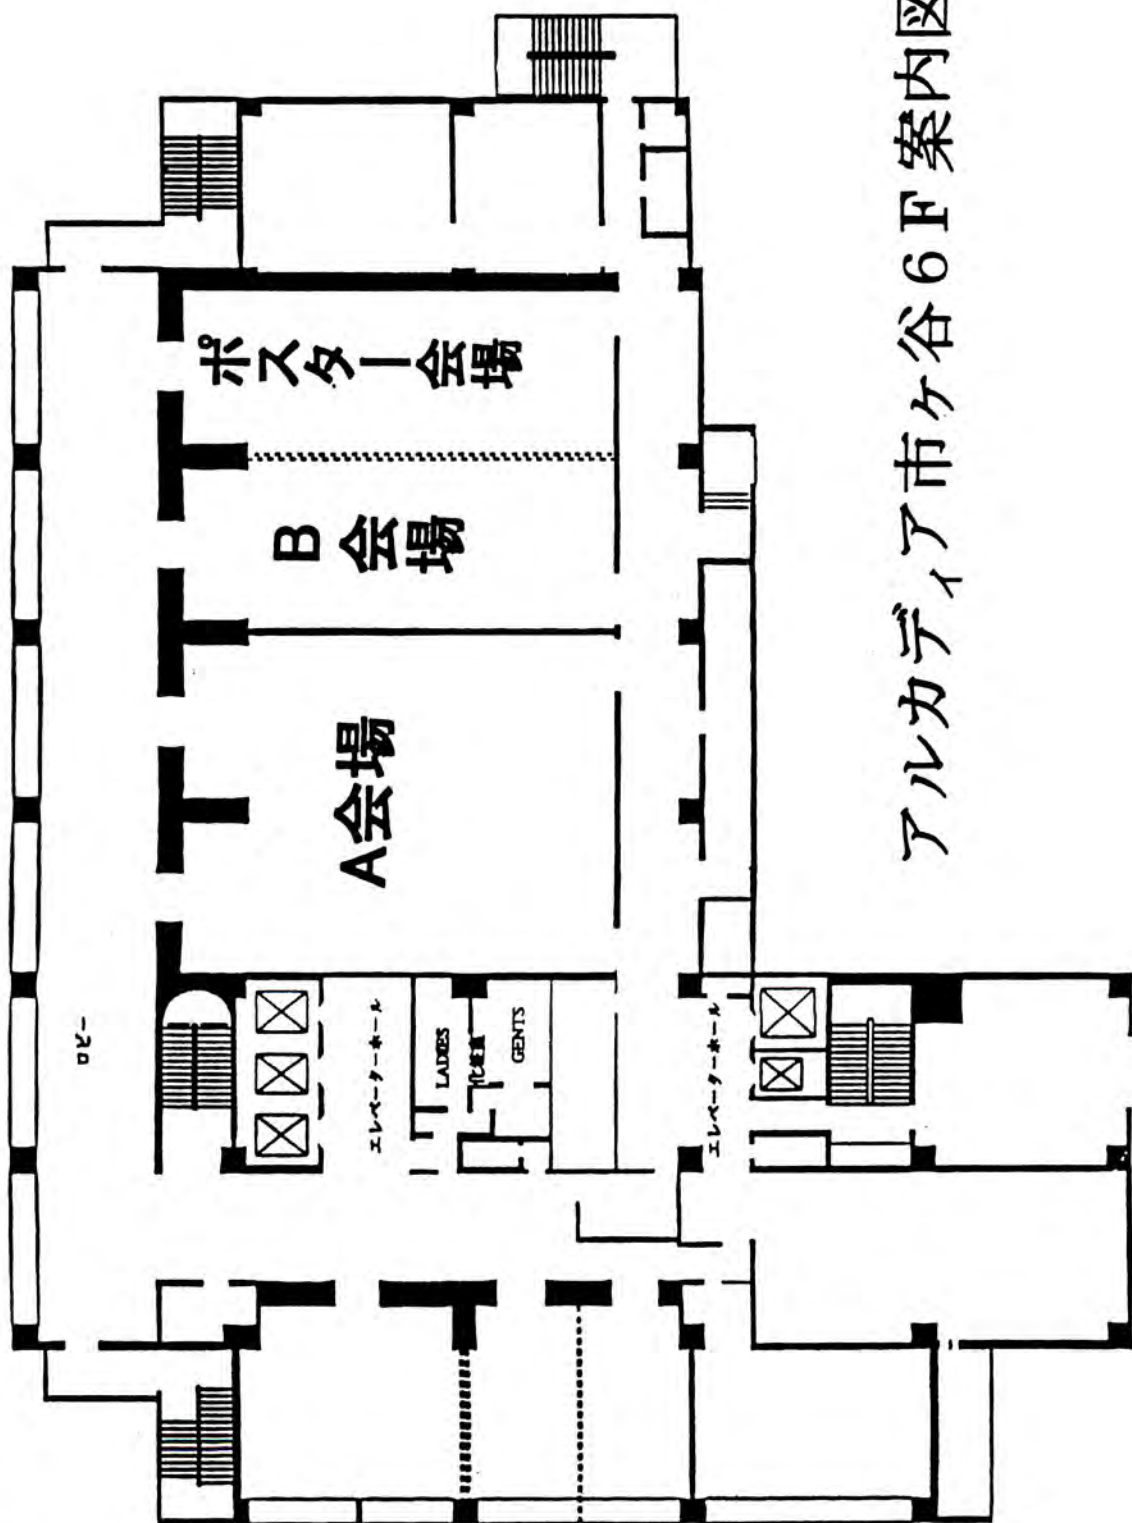 アルカディア市ヶ谷6F案内図
ポスター会場
B会場
A会場
ロビー
エレベーターホール
LADIES
化粧室
GENTS
エレベーターホール